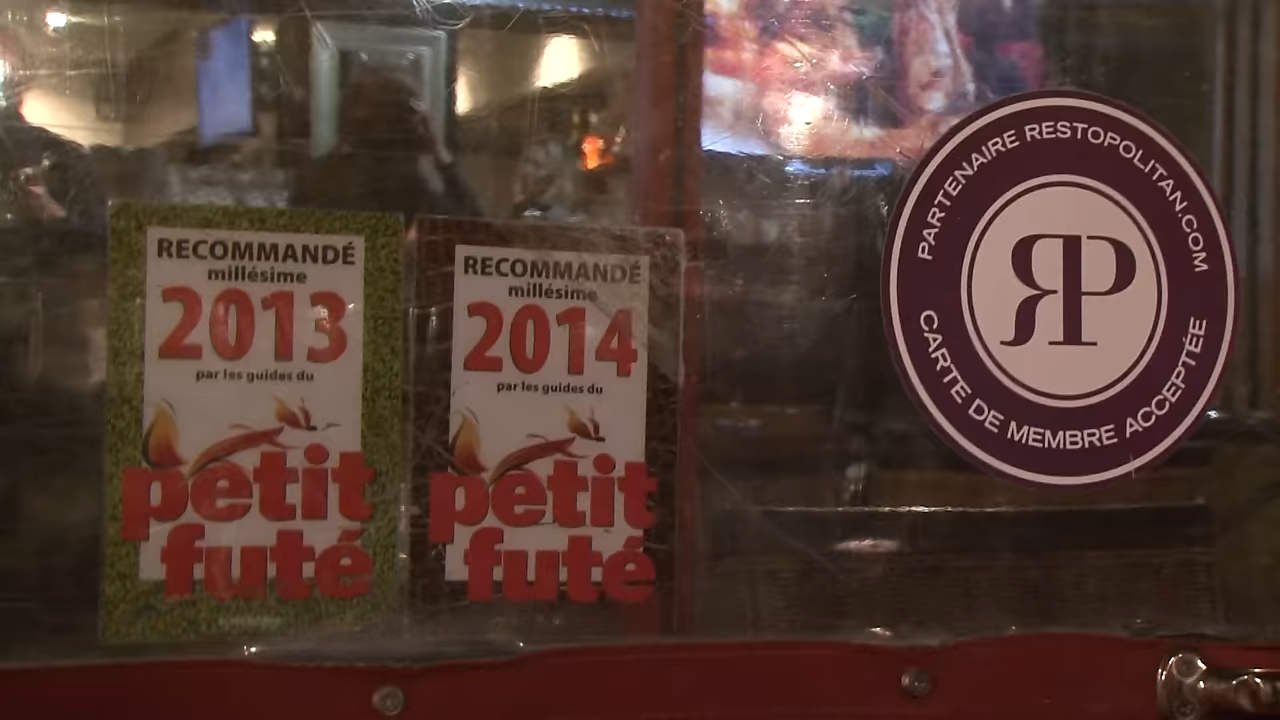 RECOMMANDÉ
millésime
2013
par les guides du
petit
futé
RECOMMANDÉ
millésime
2014
par les guides du
petit
futé
PARTENAIRE RESTOPOLITAN.COM
RP
CARTE DE MEMBRE ACCEPTÉE